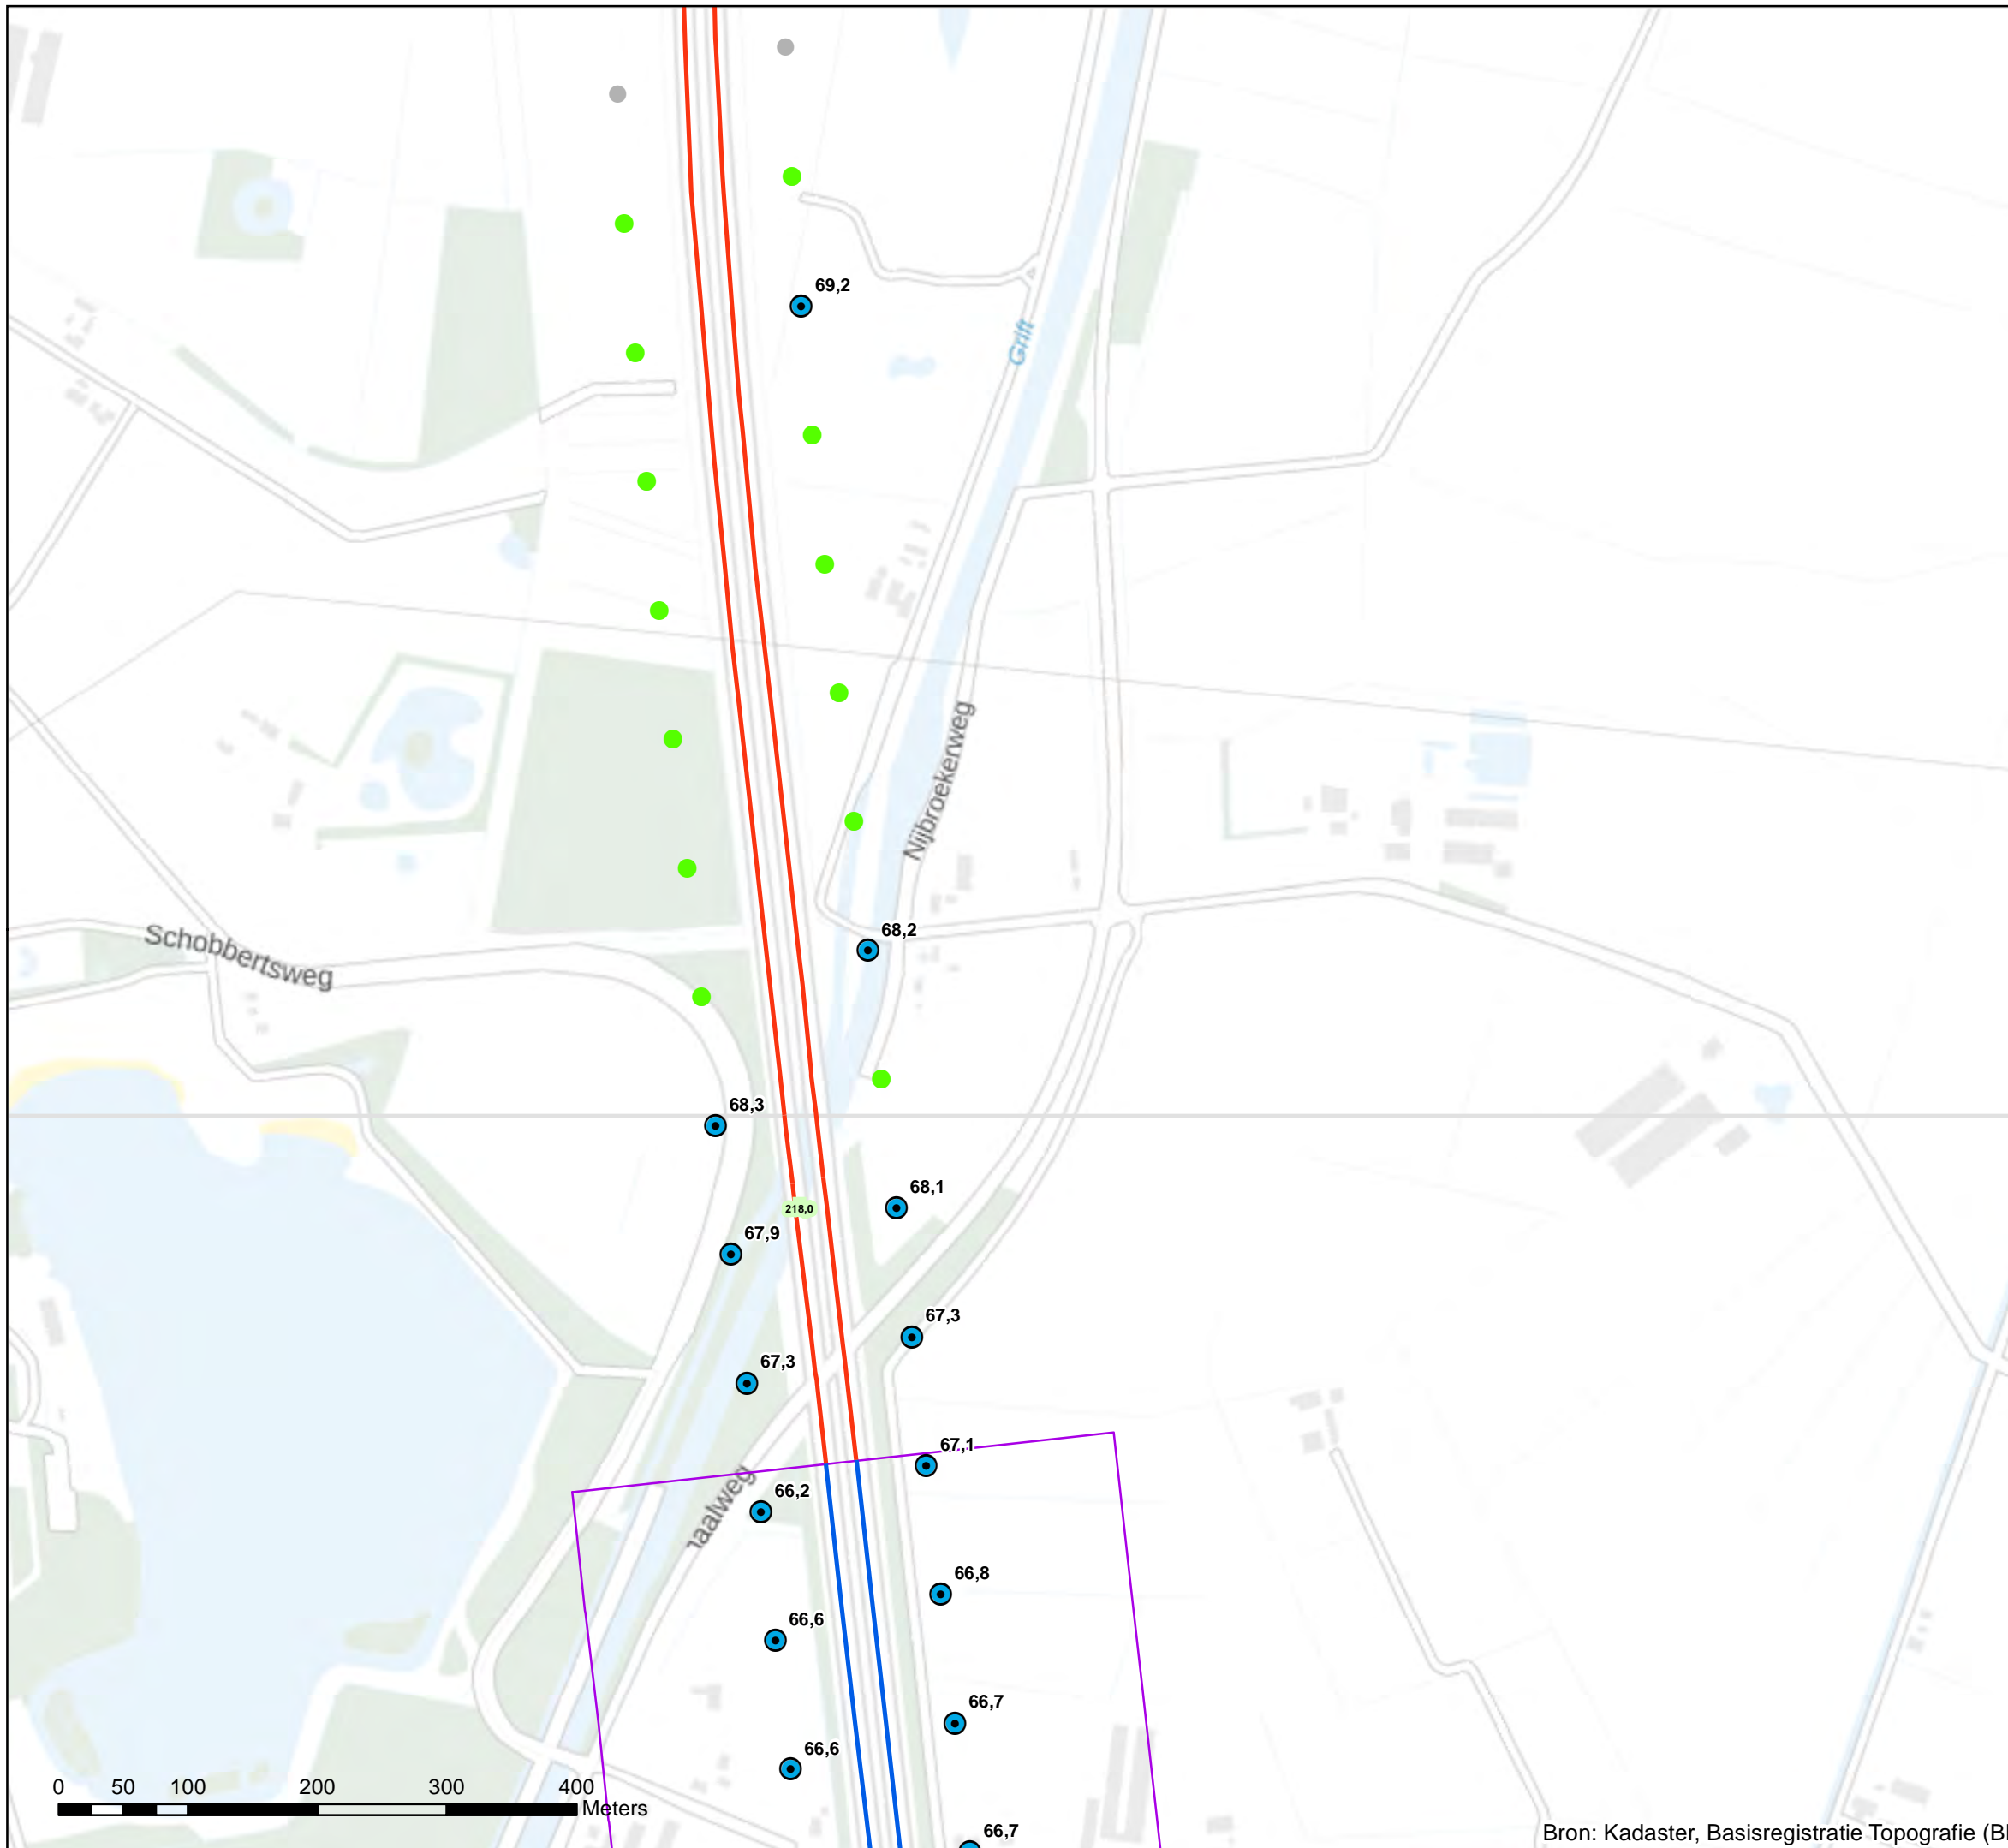 69,2
Grift
Nijbroekerweg
68,2
Schobbertsweg
68,3
68,1
218,0
67,9
67,3
67,3
67,1
66,2
aalweg
66,8
66,6
66,7
66,6
0 50 100 200 300 400
Meters
66,7
Bron: Kadaster, Basisregistratie Topografie (B